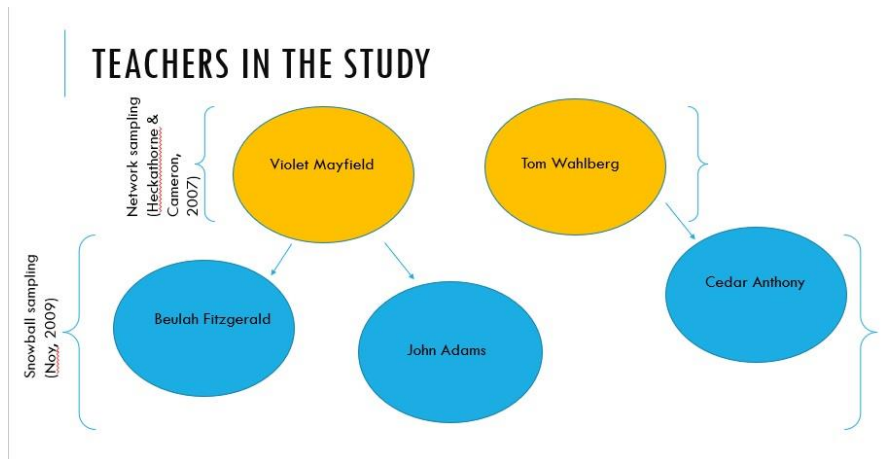 TEACHERS IN THE STUDY
Network sampling
(Heckathorne &
Cameron,
2007)
Violet Mayfield
Tom Wahlberg
Snowball sampling
(Noy, 2009)
Beulah Fitzgerald
John Adams
Cedar Anthony